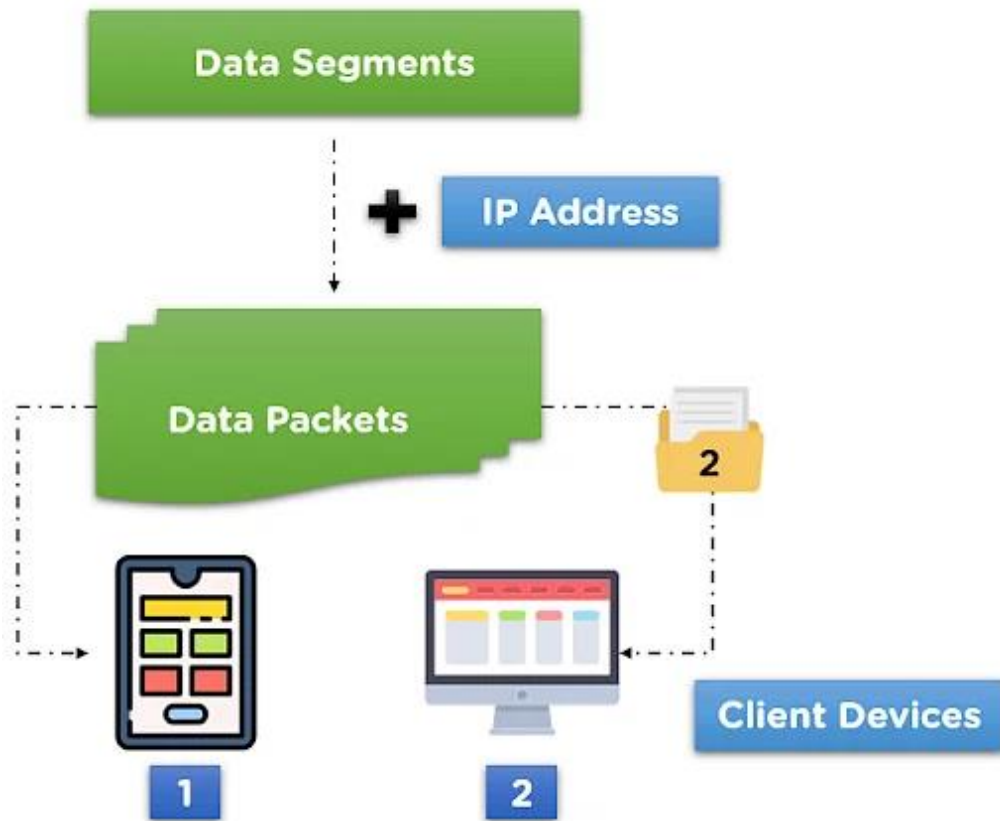 Data Segments
IP Address
Data Packets
2
1
2
Client Devices